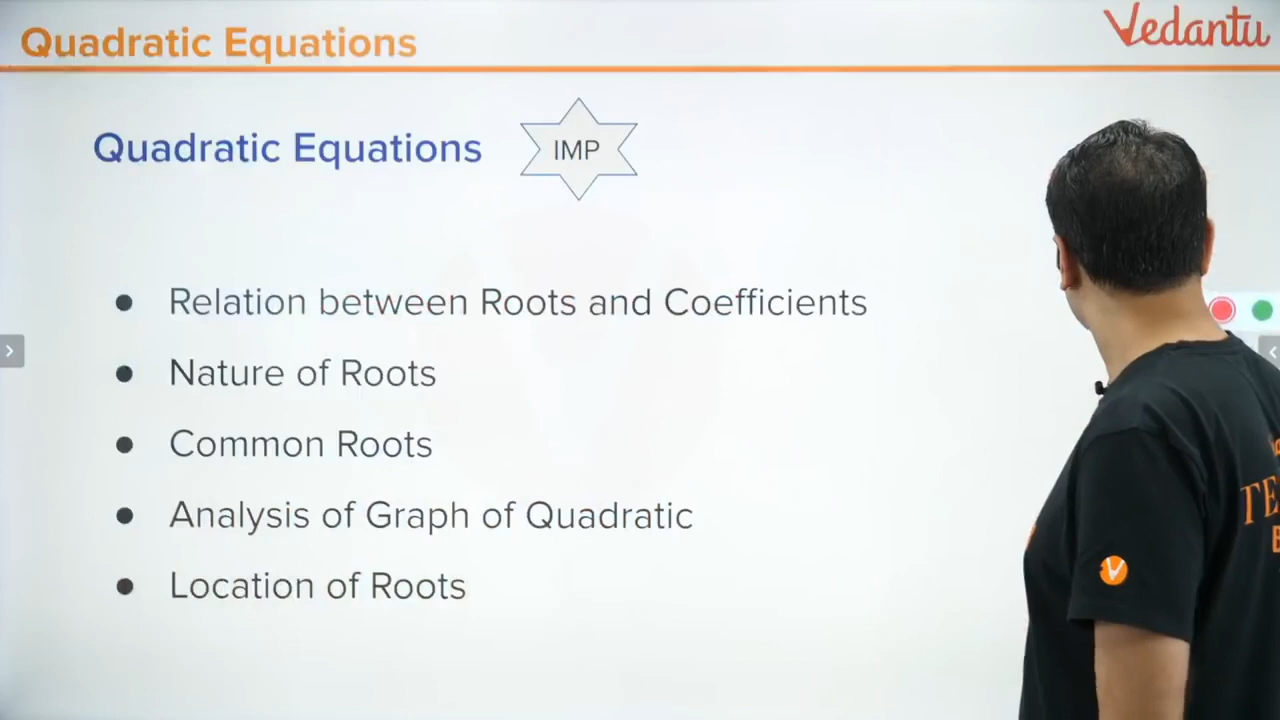 Quadratic Equations
Vedantu
Quadratic Equations
IMP
● Relation between Roots and Coefficients
● Nature of Roots
● Common Roots
● Analysis of Graph of Quadratic
● Location of Roots
TE